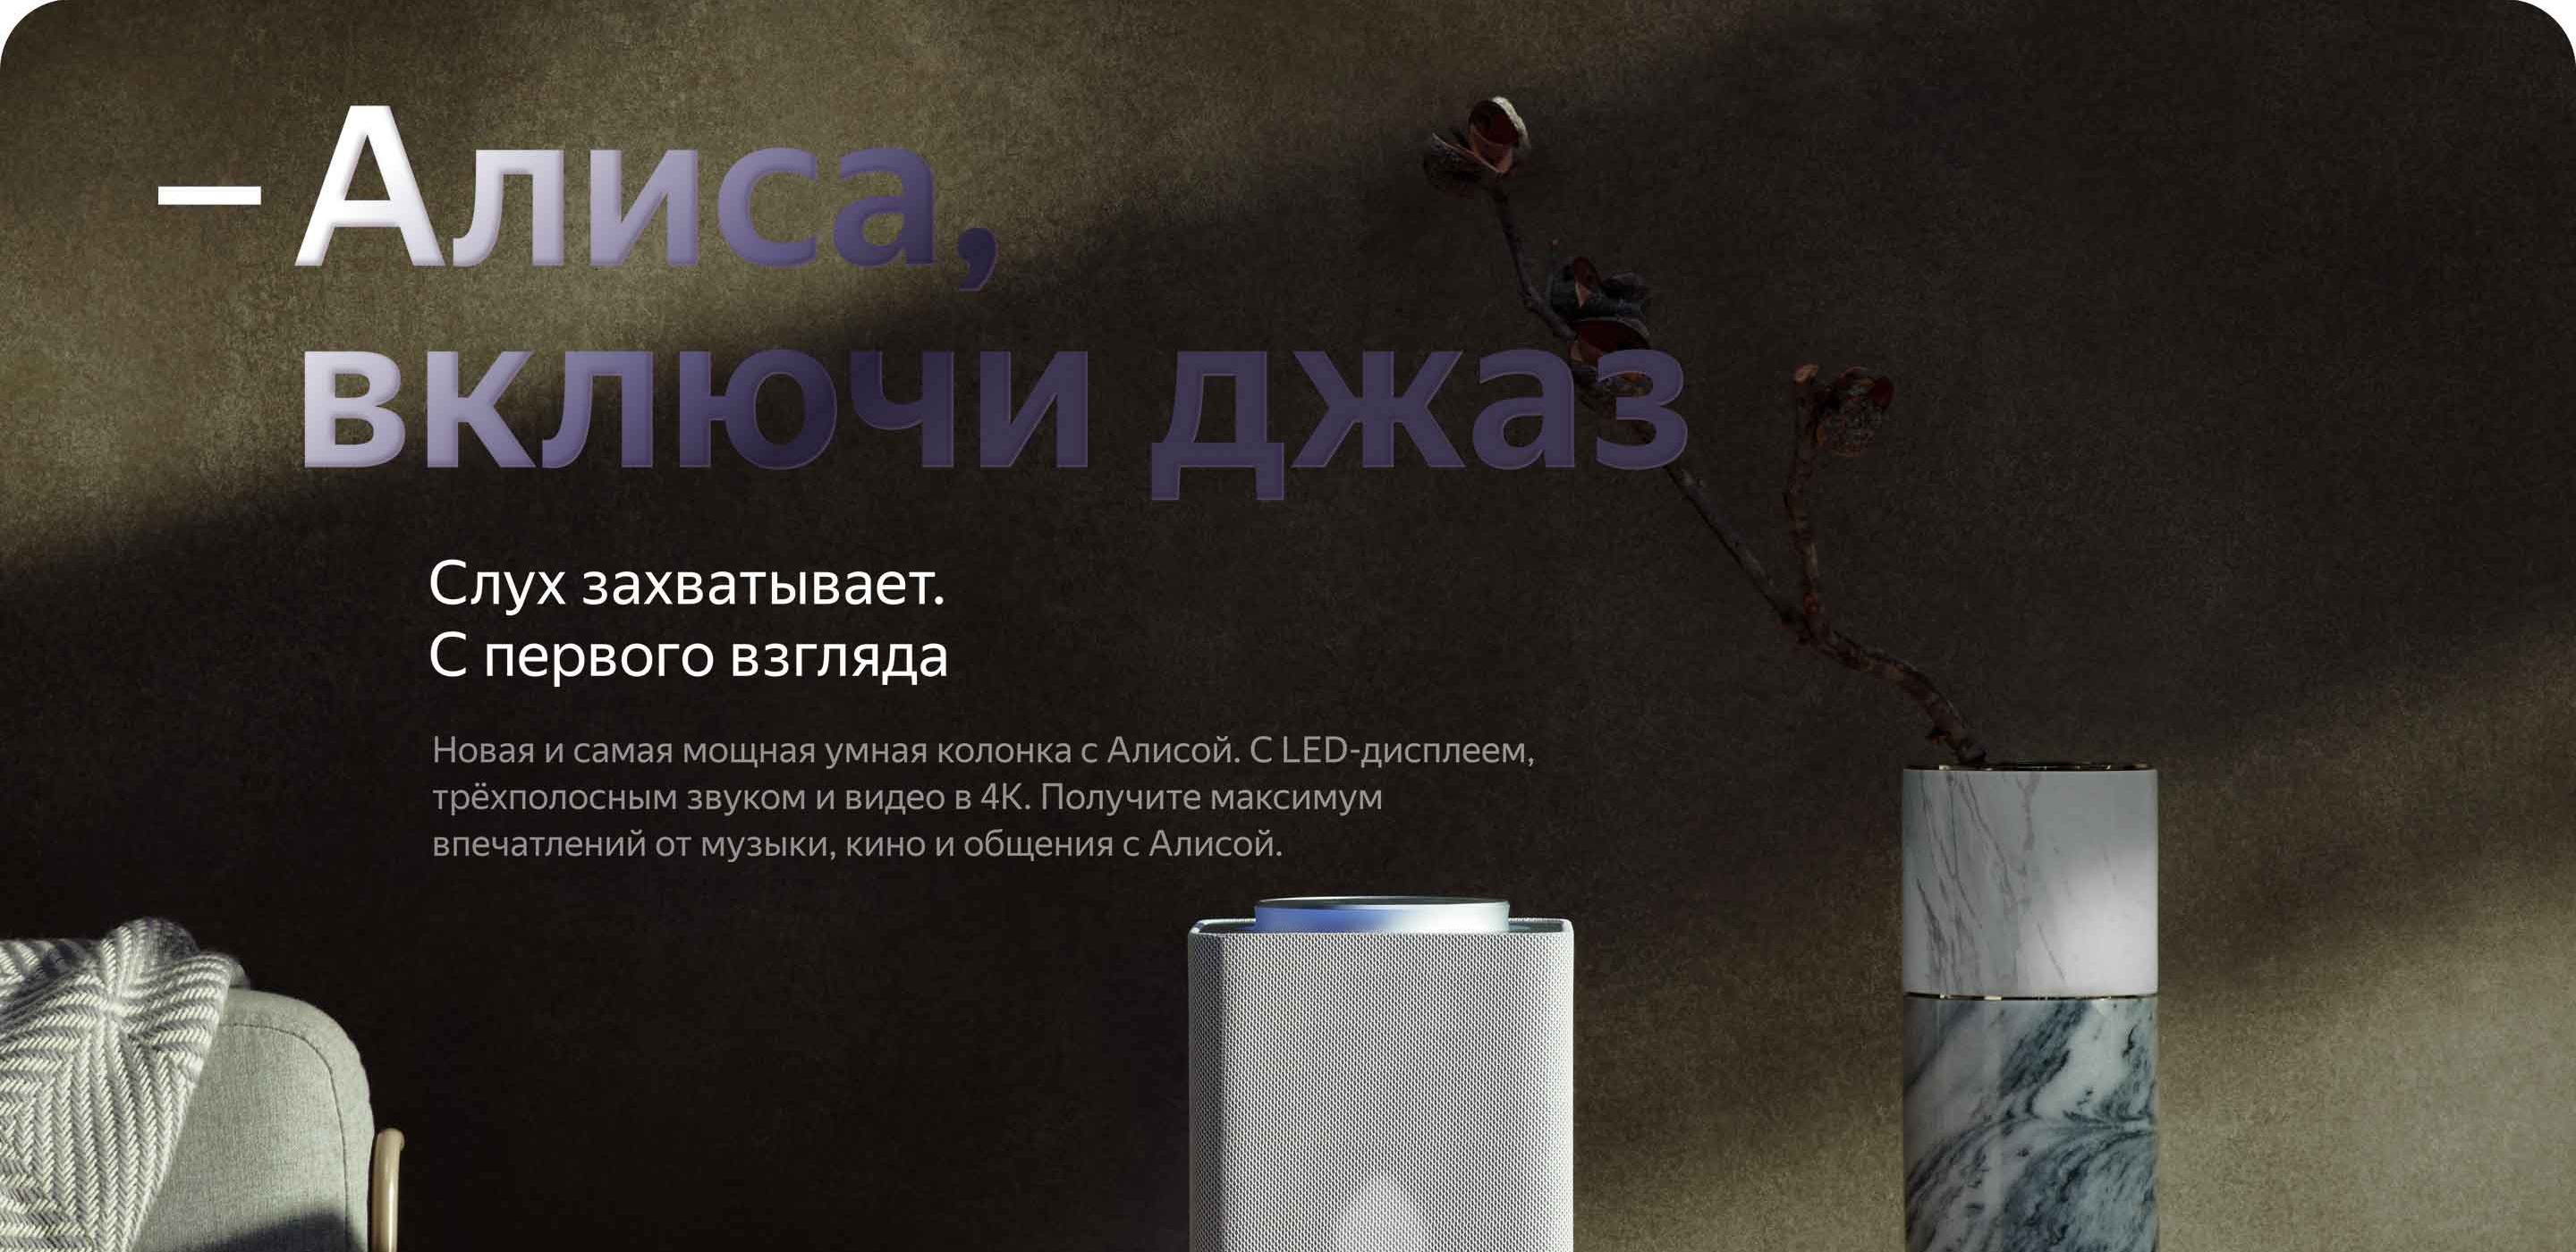 – Алиса,
включи джаз
Слух захватывает.
С первого взгляда
Новая и самая мощная умная колонка с Алисой. С LED-дисплеем,
трёхполосным звуком и видео в 4К. Получите максимум
впечатлений от музыки, кино и общения с Алисой.